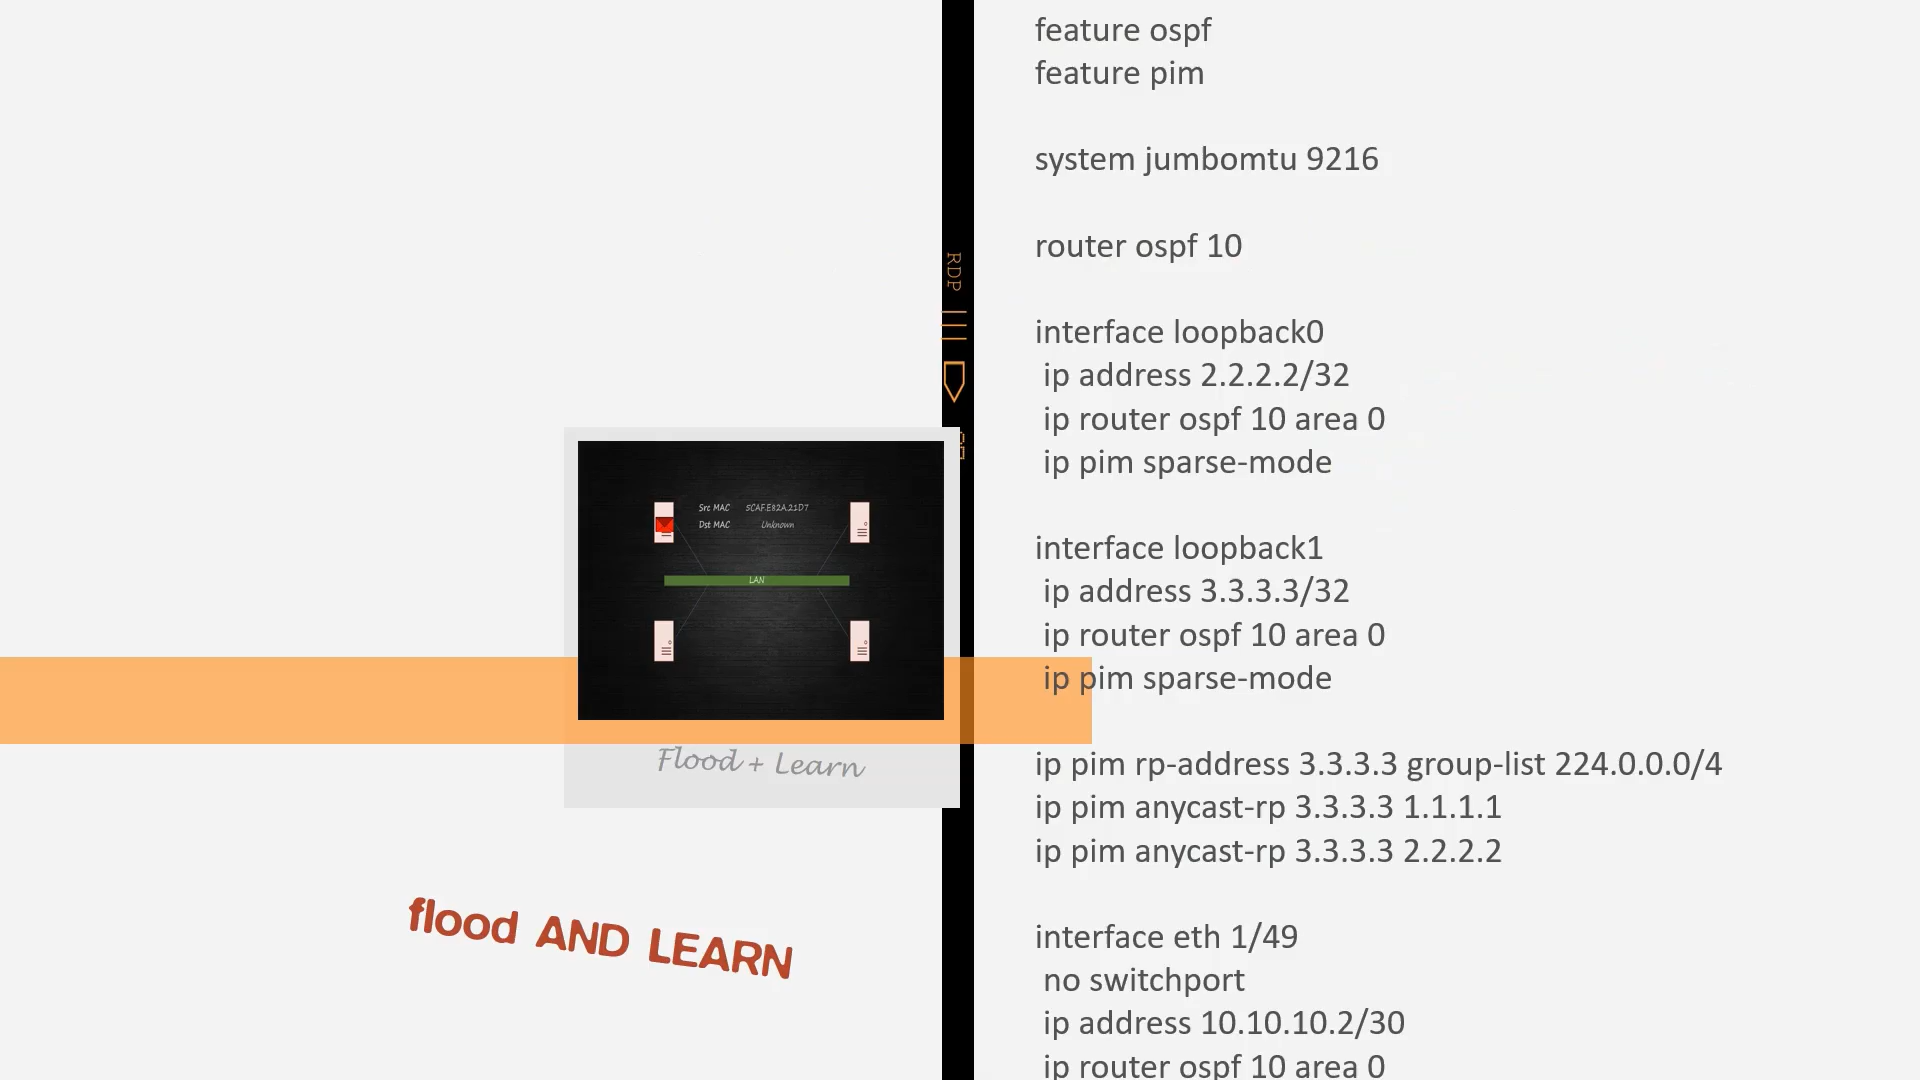 feature ospf
feature pim
system jumbomtu 9216
router ospf 10
interface loopback0
ip address 2.2.2.2/32
ip router ospf 10 area 0
ip pim sparse-mode
interface loopback1
ip address 3.3.3.3/32
ip router ospf 10 area 0
ip pim sparse-mode
ip pim rp-address 3.3.3.3 group-list 224.0.0.0/4
ip pim anycast-rp 3.3.3.3 1.1.1.1
ip pim anycast-rp 3.3.3.3 2.2.2.2
interface eth 1/49
no switchport
ip address 10.10.10.2/30
ip router ospf 10 area 0
RDP
Src MAC 5CAF.E82A.21D7
Dst MAC Unknown
LAN
Flood + Learn
flood AND LEARN